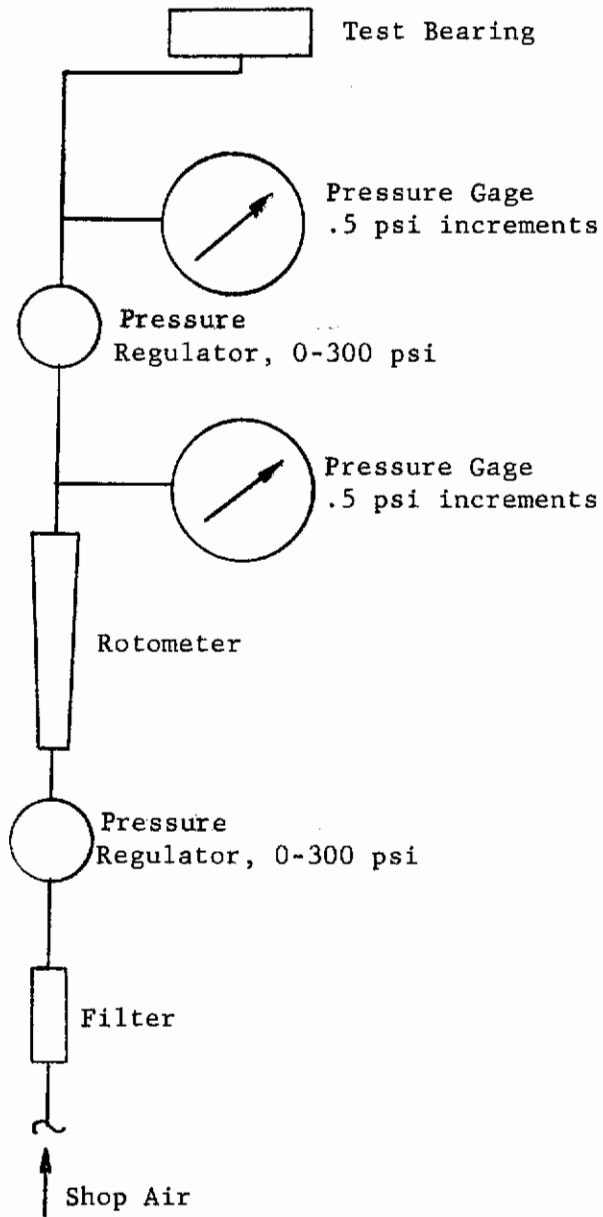 Test Bearing
Pressure Gage
.5 psi increments
Pressure
Regulator, 0-300 psi
Pressure Gage
.5 psi increments
Rotometer
Pressure
Regulator, 0-300 psi
Filter
Shop Air